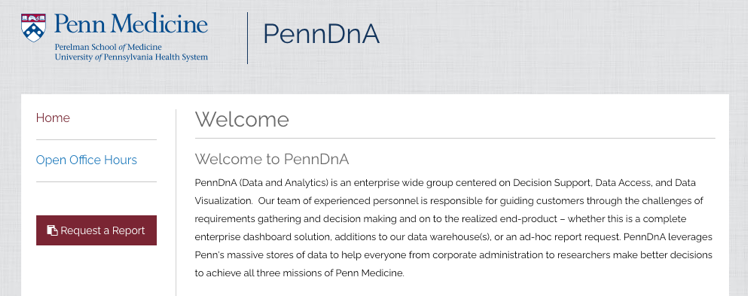 Penn Medicine
Perelman School of Medicine
University of Pennsylvania Health System
PennDnA
Home
Open Office Hours
Request a Report
Welcome
Welcome to PennDnA
PennDnA (Data and Analytics) is an enterprise wide group centered on Decision Support, Data Access, and Data
Visualization.  Our team of experienced personnel is responsible for guiding customers through the challenges of
requirements gathering and decision making and on to the realized end-product – whether this is a complete
enterprise dashboard solution, additions to our data warehouse(s), or an ad-hoc report request. PennDnA leverages
Penn's massive stores of data to help everyone from corporate administration to researchers make better decisions
to achieve all three missions of Penn Medicine.